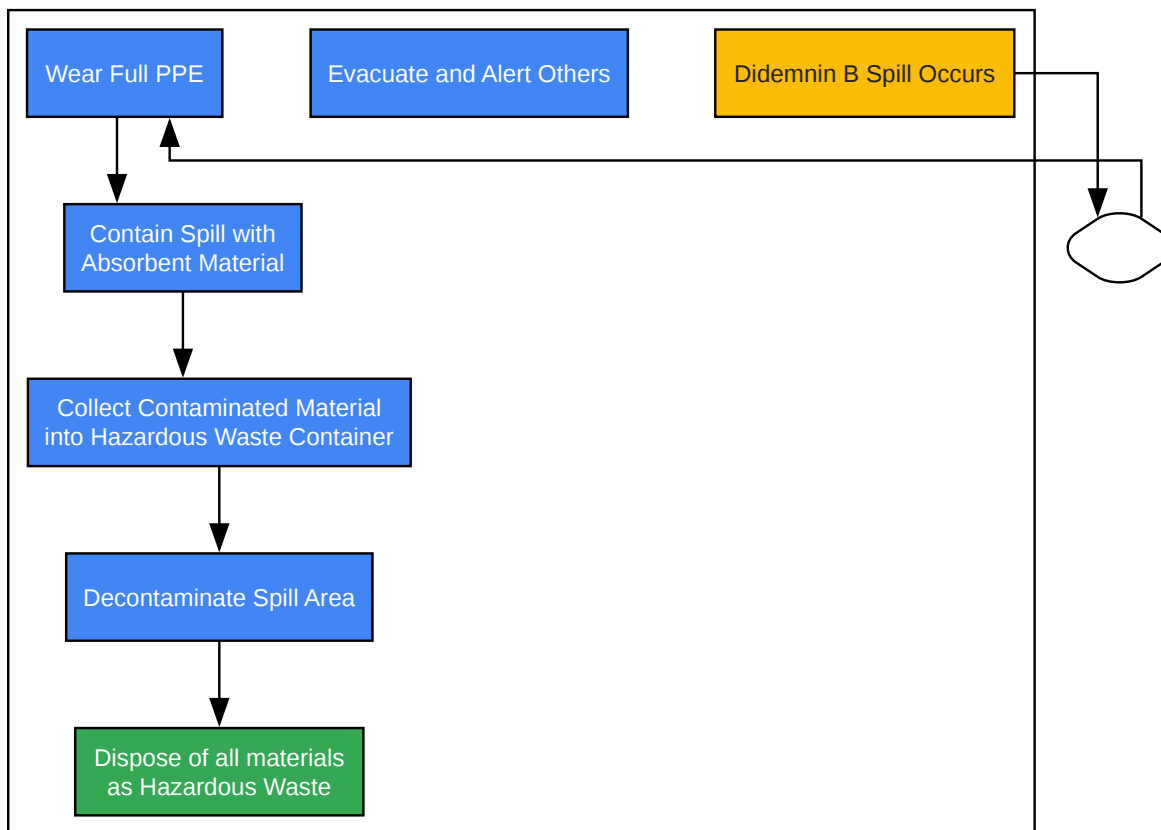 Wear Full PPE
Evacuate and Alert Others
Didemnin B Spill Occurs
Contain Spill with
Absorbent Material
Collect Contaminated Material
into Hazardous Waste Container
Decontaminate Spill Area
Dispose of all materials
as Hazardous Waste